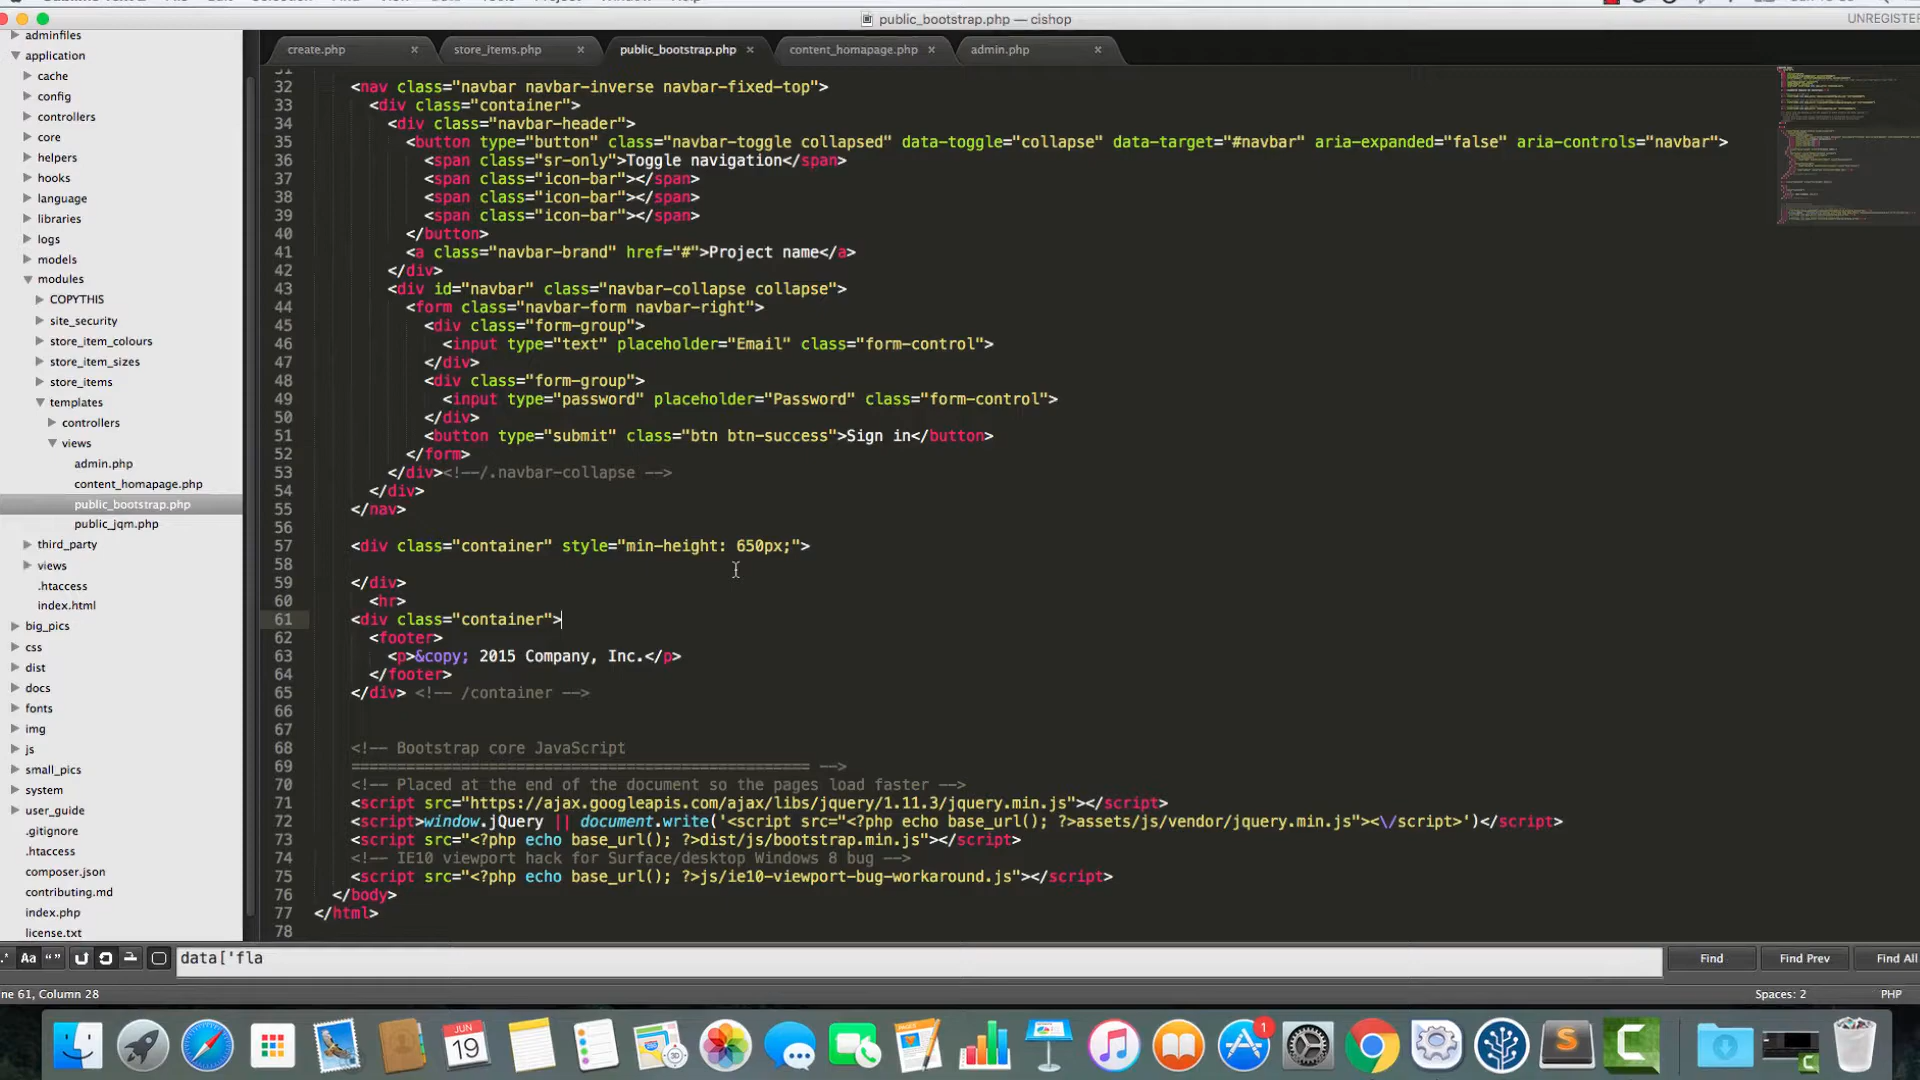 public_bootstrap.php — cishop
UNREGISTER
create.php
store_items.php
public_bootstrap.php
content_homapage.php
admin.php
adminfiles
application
cache
config
controllers
core
helpers
hooks
language
libraries
logs
models
modules
COPYTHIS
site_security
store_item_colours
store_item_sizes
store_items
templates
controllers
views
admin.php
content_homapage.php
public_bootstrap.php
public_jqm.php
third_party
views
.htaccess
index.html
big_pics
css
dist
docs
fonts
img
js
small_pics
system
user_guide
.gitignore
.htaccess
composer.json
contributing.md
index.php
license.txt
31
32 <nav class="navbar navbar-inverse navbar-fixed-top">
33 <div class="container">
34 <div class="navbar-header">
35 <button type="button" class="navbar-toggle collapsed" data-toggle="collapse" data-target="#navbar" aria-expanded="false" aria-controls="navbar">
36 <span class="sr-only">Toggle navigation</span>
37 <span class="icon-bar"></span>
38 <span class="icon-bar"></span>
39 <span class="icon-bar"></span>
40 </button>
41 <a class="navbar-brand" href="#">Project name</a>
42 </div>
43 <div id="navbar" class="navbar-collapse collapse">
44 <form class="navbar-form navbar-right">
45 <div class="form-group">
46 <input type="text" placeholder="Email" class="form-control">
47 </div>
48 <div class="form-group">
49 <input type="password" placeholder="Password" class="form-control">
50 </div>
51 <button type="submit" class="btn btn-success">Sign in</button>
52 </form>
53 </div><!--/.navbar-collapse -->
54 </div>
55 </nav>
56
57 <div class="container" style="min-height: 650px;">
58
59 </div>
60 <hr>
61 <div class="container">
62 <footer>
63 <p>&copy; 2015 Company, Inc.</p>
64 </footer>
65 </div> <!-- /container -->
66
67
68 <!-- Bootstrap core JavaScript
69 ================================================== -->
70 <!-- Placed at the end of the document so the pages load faster -->
71 <script src="https://ajax.googleapis.com/ajax/libs/jquery/1.11.3/jquery.min.js"></script>
72 <script>window.jQuery || document.write('<script src="<?php echo base_url(); ?>assets/js/vendor/jquery.min.js"><\/script>')</script>
73 <script src="<?php echo base_url(); ?>dist/js/bootstrap.min.js"></script>
74 <!-- IE10 viewport hack for Surface/desktop Windows 8 bug -->
75 <script src="<?php echo base_url(); ?>js/ie10-viewport-bug-workaround.js"></script>
76 </body>
77 </html>
78
.* Aa “” data['fla Find Find Prev Find All
ne 61, Column 28 Spaces: 2 PHP
JUN
19
3D
1